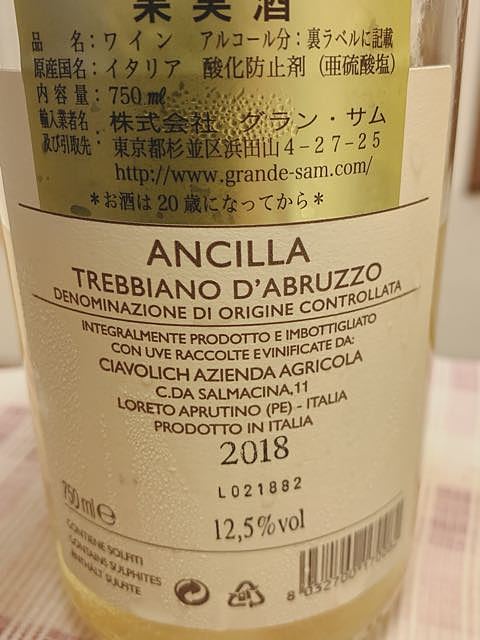 果実酒
品 名：ワイン アルコール分：裏ラベルに記載
原産国名：イタリア 酸化防止剤（亜硫酸塩）
内容量：750㎖
輸入業者名及び引取先： 株式会社 グラン・サム
東京都杉並区浜田山4-27-25
http://www.grande-sam.com/
＊お酒は20歳になってから＊
ANCILLA
TREBBIANO D'ABRUZZO
DENOMINAZIONE DI ORIGINE CONTROLLATA
INTEGRALMENTE PRODOTTO E IMBOTTIGLIATO
CON UVE RACCOLTE E VINIFICATE DA:
CIAVOLICH AZIENDA AGRICOLA
C.DA SALMACINA,11
LORETO APRUTINO (PE) - ITALIA
PRODOTTO IN ITALIA
2018
L021882
750 ml e
12,5%vol
CONTIENE SOLFITI
CONTAINS SULPHITES
ENTHÄLT SULFITE